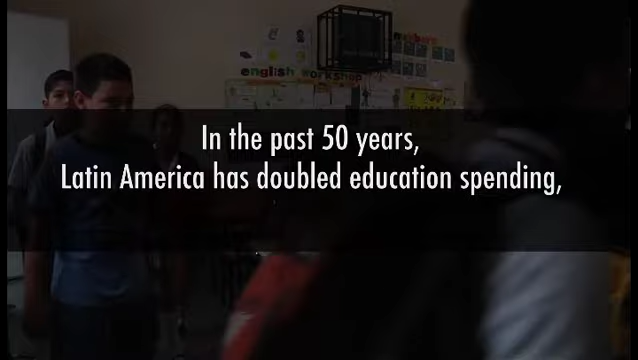 english workshop
In the past 50 years,
Latin America has doubled education spending,